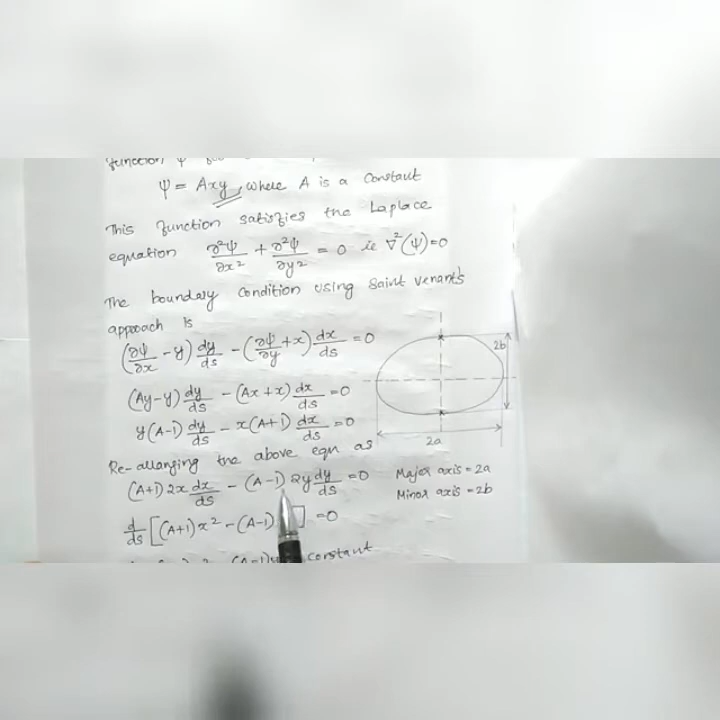 function ψ
ψ = Axy, where A is a Constant
This function satisfies the Laplace
equation ∂²ψ/∂x² + ∂²ψ/∂y² = 0 ie ∇²(ψ)=0
The boundary Condition using Saint venant's
approach is
(∂ψ/∂x - y) dy/ds - (∂ψ/∂y + x) dx/ds = 0
(Ay-y) dy/ds - (Ax+x) dx/ds = 0
y(A-1) dy/ds - x(A+1) dx/ds = 0
2b
2a
Re-arranging the above eqn as
(A+1) 2x dx/ds - (A-1) 2y dy/ds = 0
Major axis = 2a
Minor axis = 2b
d/ds [(A+1)x² - (A-1) ] = 0
constant